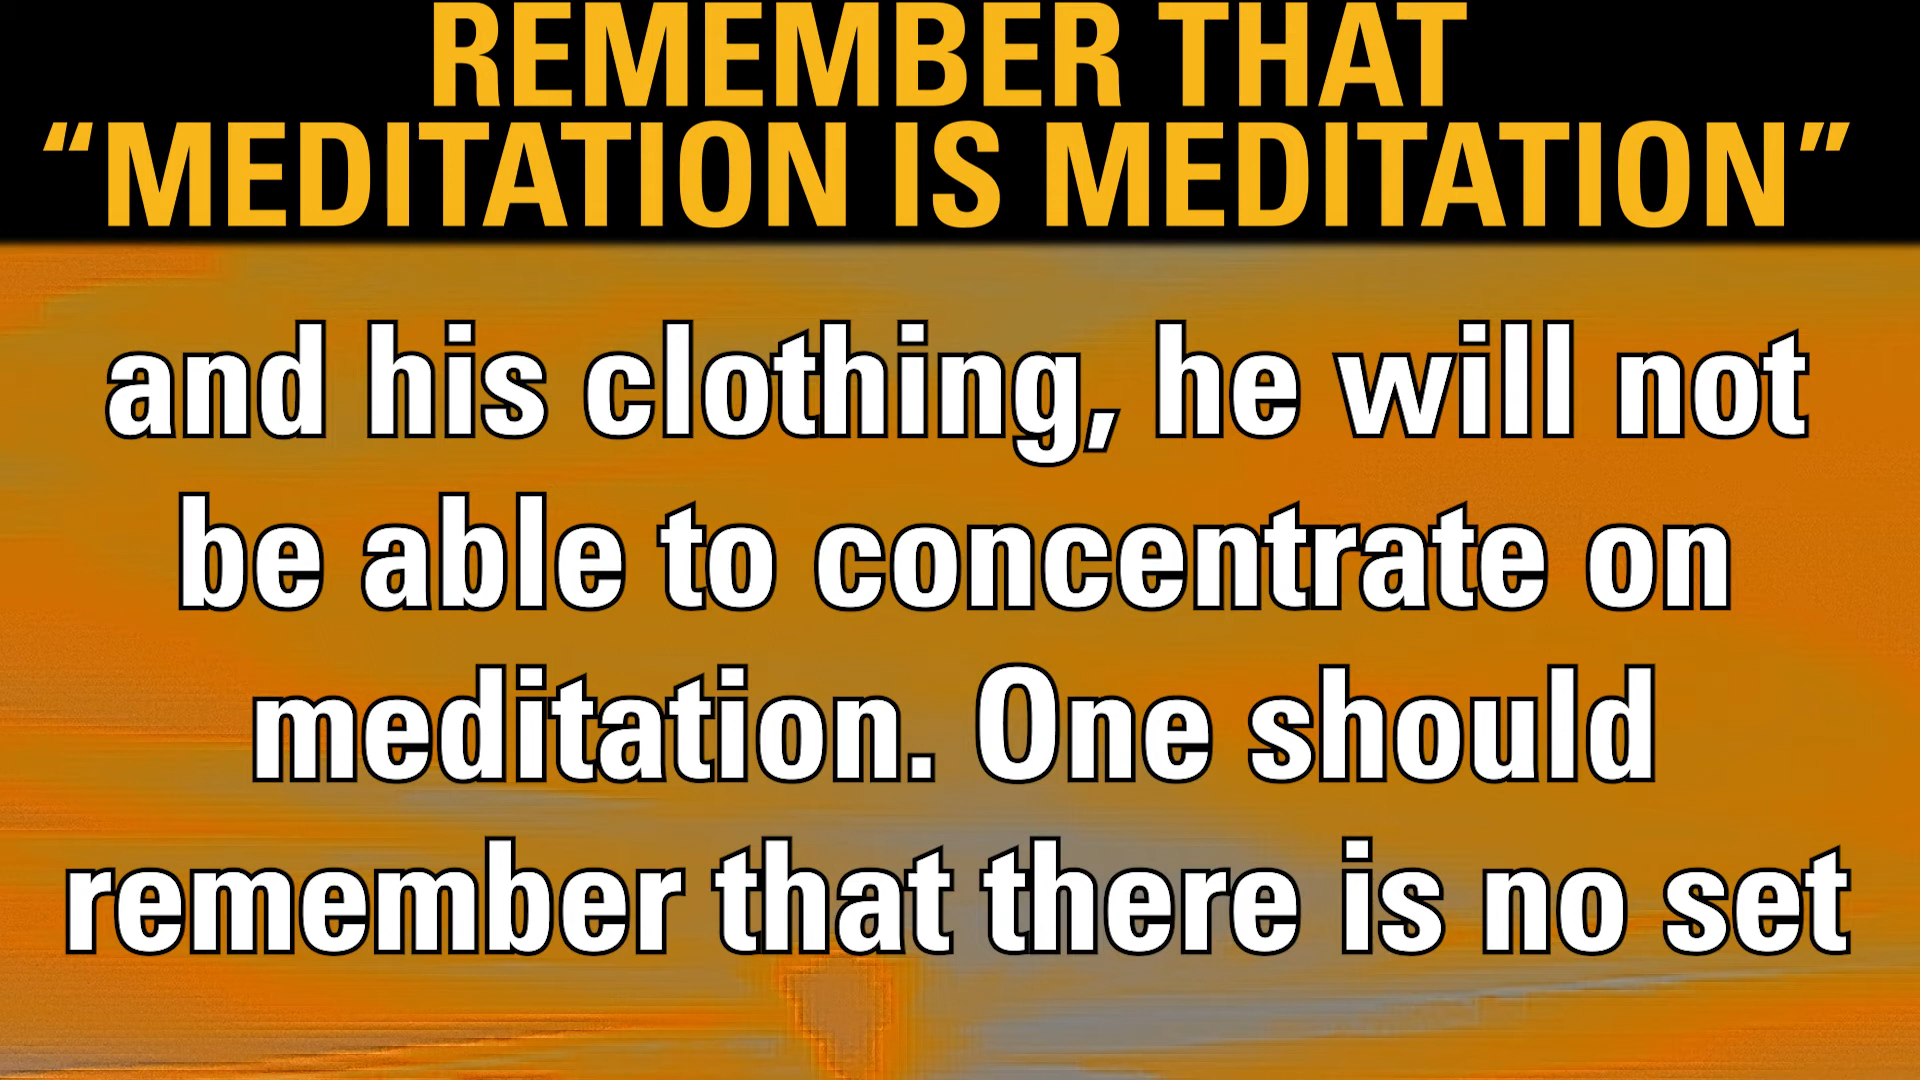 REMEMBER THAT
“MEDITATION IS MEDITATION”
and his clothing, he will not
be able to concentrate on
meditation. One should
remember that there is no set